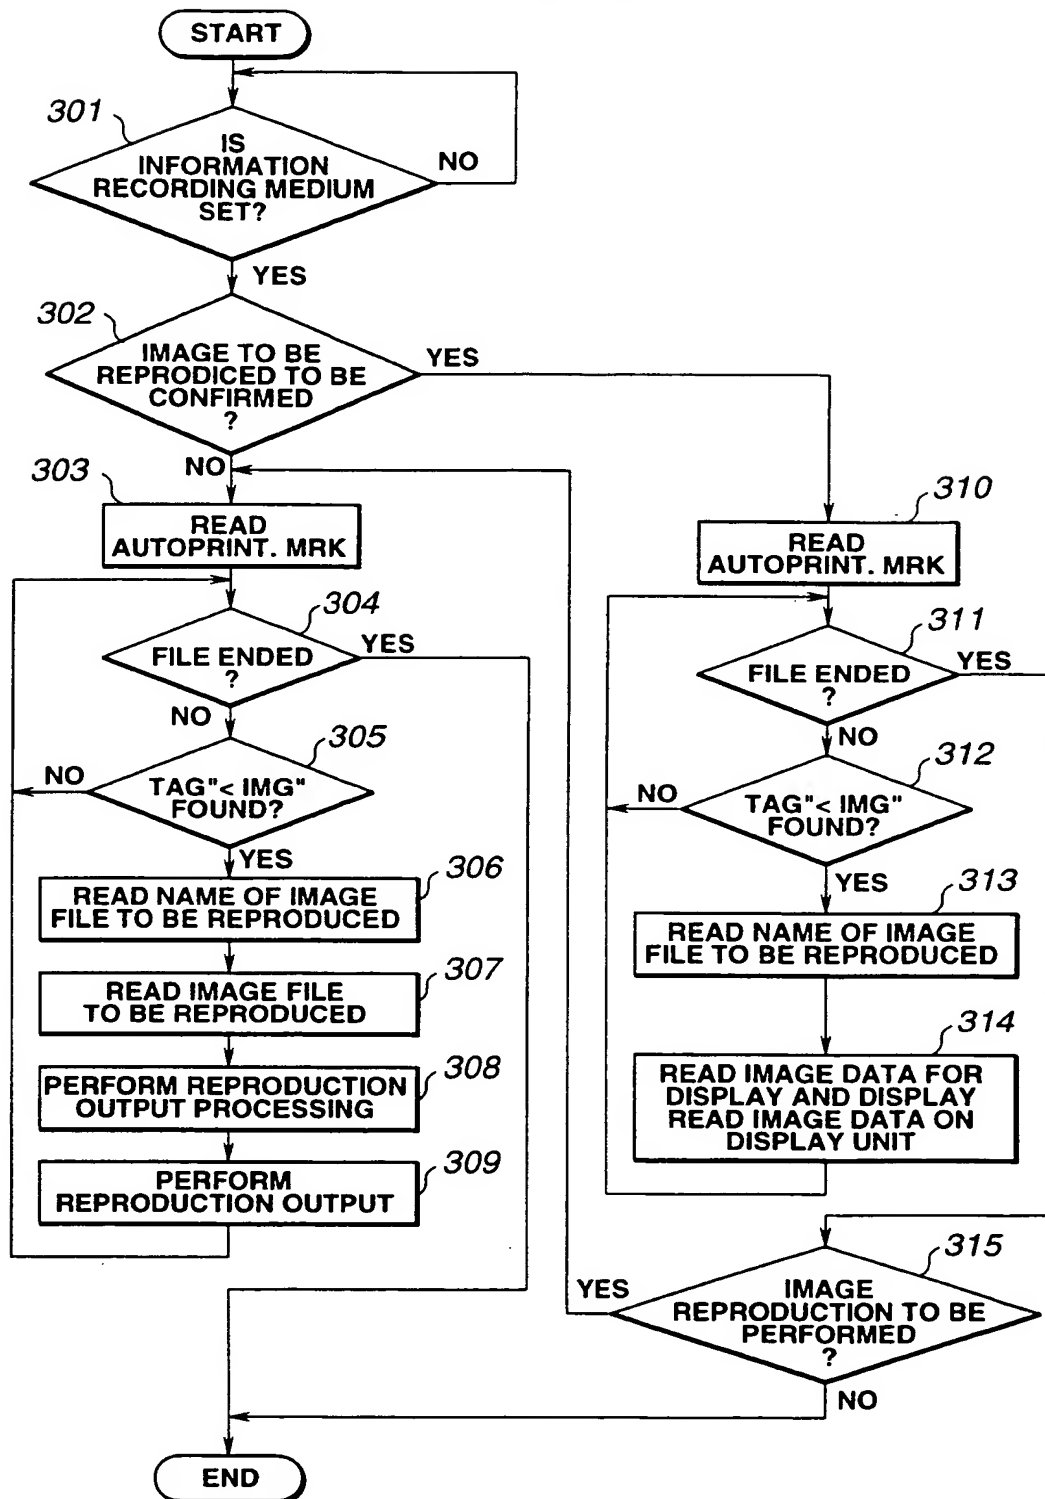 START
301
IS
INFORMATION
RECORDING MEDIUM
SET?
NO
YES
302
IMAGE TO BE
REPRODICED TO BE
CONFIRMED
?
YES
NO
303
READ
AUTOPRINT. MRK
304
FILE ENDED
?
YES
NO
305
TAG"< IMG"
FOUND?
NO
YES
306
READ NAME OF IMAGE
FILE TO BE REPRODUCED
307
READ IMAGE FILE
TO BE REPRODUCED
308
PERFORM REPRODUCTION
OUTPUT PROCESSING
309
PERFORM
REPRODUCTION OUTPUT
310
READ
AUTOPRINT. MRK
311
FILE ENDED
?
YES
NO
312
TAG"< IMG"
FOUND?
NO
YES
313
READ NAME OF IMAGE
FILE TO BE REPRODUCED
314
READ IMAGE DATA FOR
DISPLAY AND DISPLAY
READ IMAGE DATA ON
DISPLAY UNIT
315
IMAGE
REPRODUCTION TO BE
PERFORMED
?
YES
NO
END